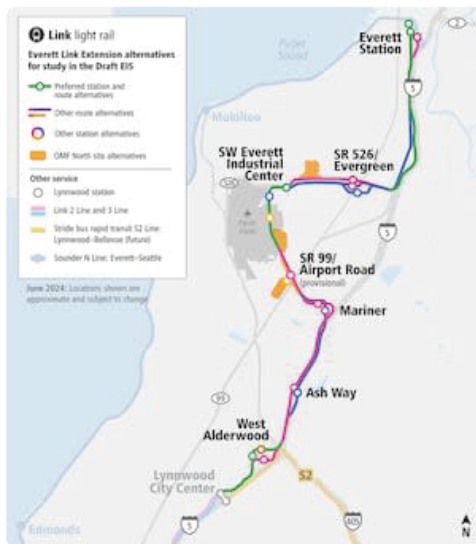 Link light rail
Everett Link Extension alternatives
for study in the Draft EIS
Preferred station and
route alternatives
Other route alternatives
Other station alternatives
OMF North site alternatives
Other service
Lynnwood station
Link 2 Line and 3 Line
Stride bus rapid transit S2 Line:
Lynnwood–Bellevue (future)
Sounder N Line: Everett–Seattle
June 2024: Locations shown are
approximate and subject to change
Puget
Sound
Mukilteo
Everett
Station
2
5
SW Everett
Industrial
Center
SR 526/
Evergreen
526
Paine
Field
5
SR 99/
Airport Road
(provisional)
Mariner
99
Ash Way
West
Alderwood
Lynnwood
City Center
S2
5
405
Edmonds
N